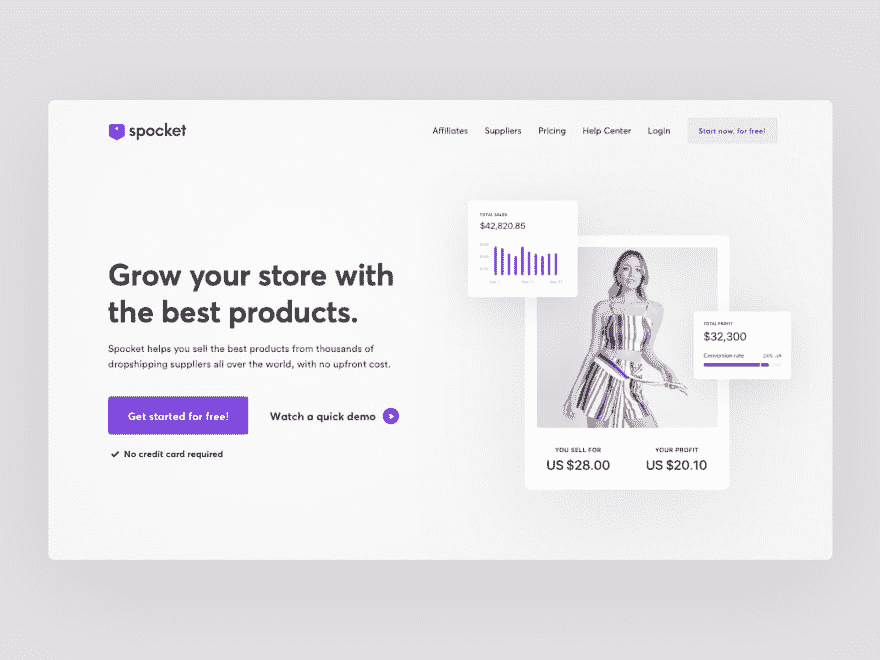 spocket
Affiliates Suppliers Pricing Help Center Login Start now, for free!
Grow your store with
the best products.
Spocket helps you sell the best products from thousands of
dropshipping suppliers all over the world, with no upfront cost.
Get started for free!
Watch a quick demo
No credit card required
TOTAL SALES
$42,820.85
TOTAL PROFIT
$32,300
Conversion rate
YOU SELL FOR
US $28.00
YOUR PROFIT
US $20.10